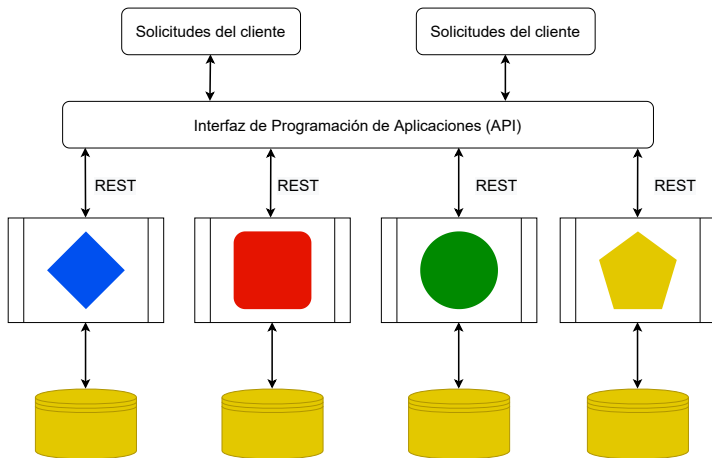 Solicitudes del cliente
Solicitudes del cliente
Interfaz de Programación de Aplicaciones (API)
REST
REST
REST
REST